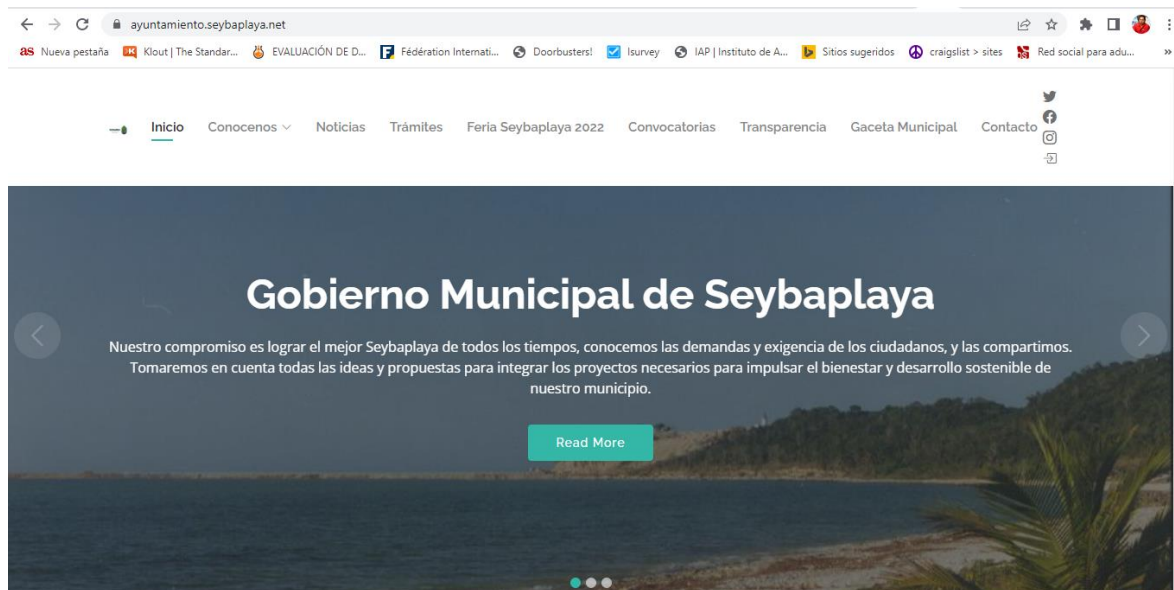 ayuntamiento.seybaplaya.net
as Nueva pestaña Klout | The Standar... EVALUACIÓN DE D... Fédération Internati... Doorbusters! Isurvey IAP | Instituto de A... Sitios sugeridos craigslist > sites Red social para adu... »
Inicio Conocenos Noticias Trámites Feria Seybaplaya 2022 Convocatorias Transparencia Gaceta Municipal Contacto
Gobierno Municipal de Seybaplaya
Nuestro compromiso es lograr el mejor Seybaplaya de todos los tiempos, conocemos las demandas y exigencia de los ciudadanos, y las compartimos.
Tomaremos en cuenta todas las ideas y propuestas para integrar los proyectos necesarios para impulsar el bienestar y desarrollo sostenible de
nuestro municipio.
Read More